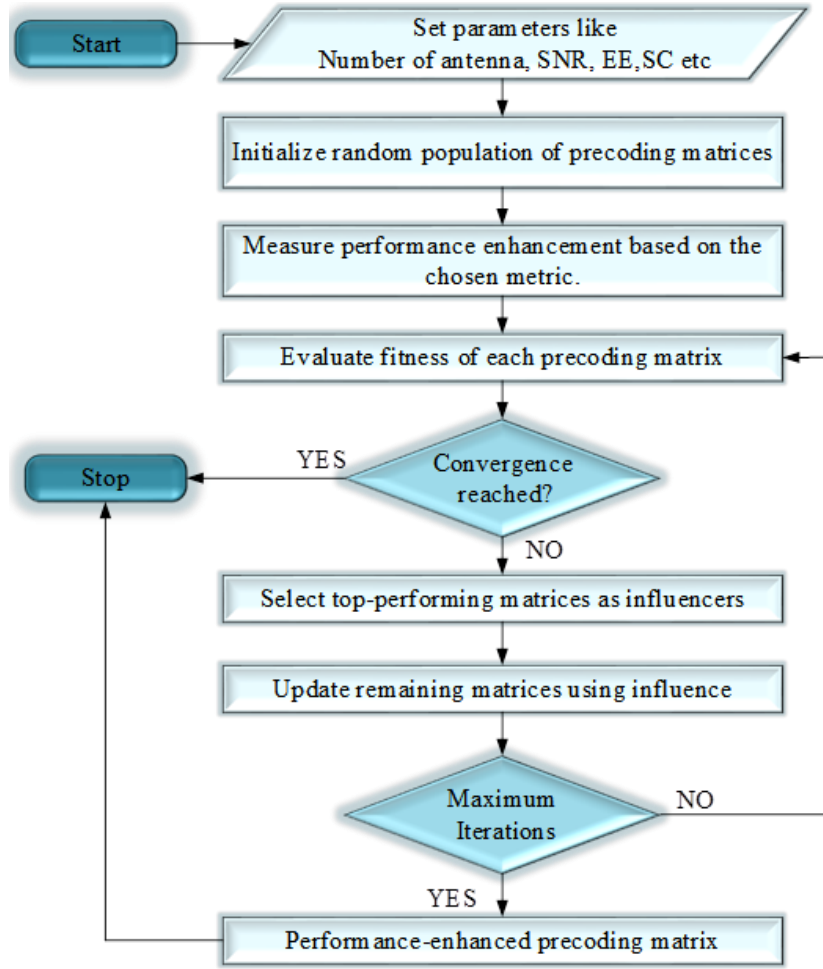 Start
Set parameters like
Number of antenna, SNR, EE,SC etc
Initialize random population of precoding matrices
Measure performance enhancement based on the
chosen metric.
Evaluate fitness of each precoding matrix
Convergence
reached?
YES
Stop
NO
Select top-performing matrices as influencers
Update remaining matrices using influence
Maximum
Iterations
NO
YES
Performance-enhanced precoding matrix